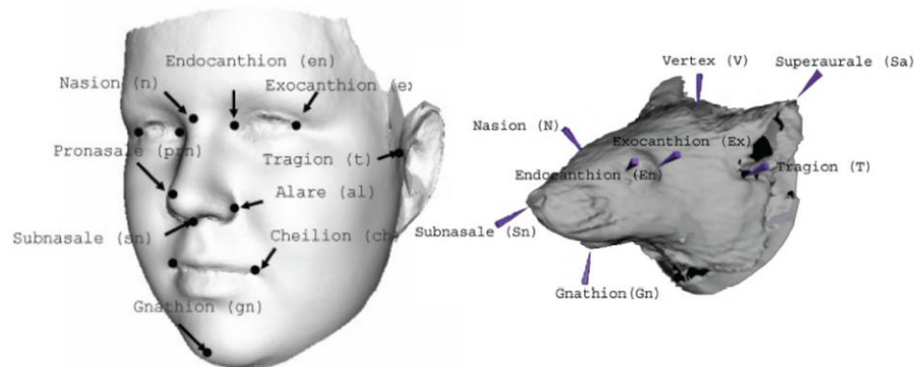 Endocanthion (en)
Nasion (n)
Exocanthion (ex
Pronasale (prn)
Tragion (t)
Alare (al)
Subnasale (sn)
Cheilion (ch)
Gnathion (gn)
Vertex (V)
Superaurale (Sa)
Nasion (N)
Exocanthion (Ex)
Endocanthion (En)
Tragion (T)
Subnasale (Sn)
Gnathion(Gn)